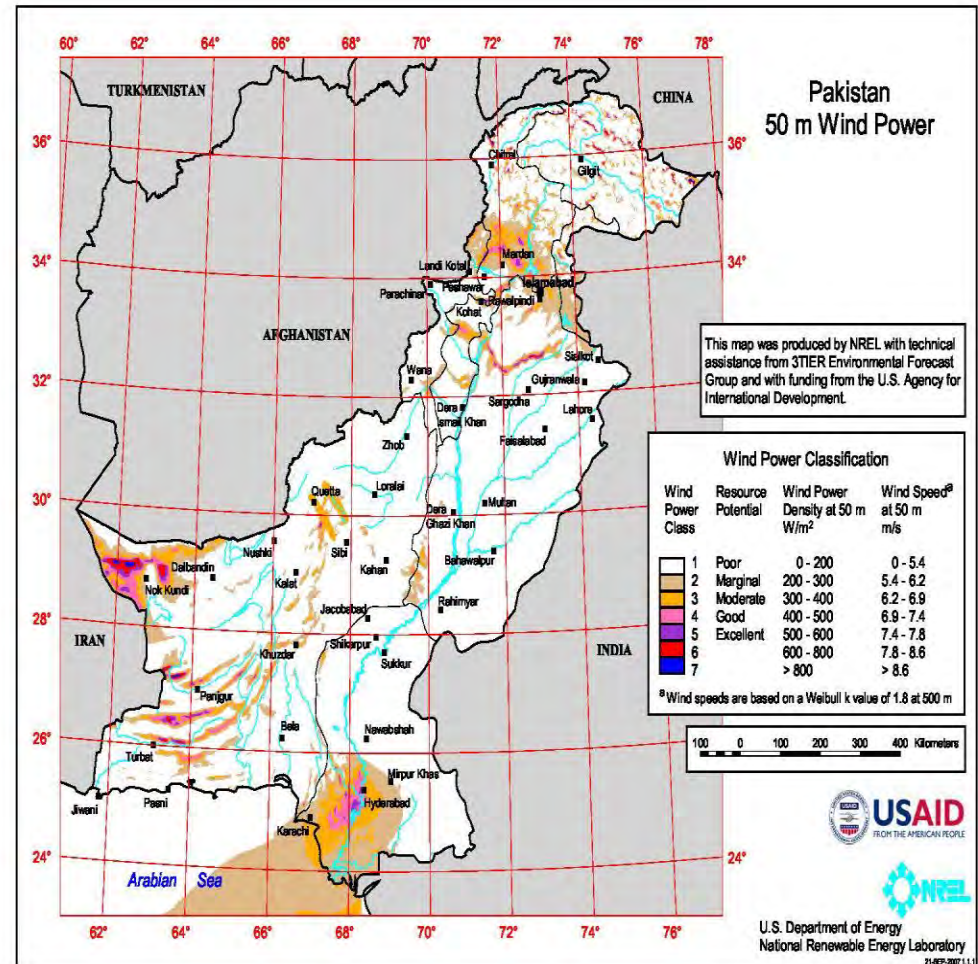 60° 62° 64° 66° 68° 70° 72° 74° 76° 78°
TURKMENISTAN
CHINA
Pakistan
50 m Wind Power
36° 36°
Chitral
Gilgit
34° 34°
Mardan
Landi Kotal
Peshawar
Islamabad
Parachinar
Rawalpindi
Kohat
AFGHANISTAN
This map was produced by NREL with technical
assistance from 3TIER Environmental Forecast
Group and with funding from the U.S. Agency for
International Development.
32° 32°
Sialkot
Wana
Gujranwala
Sargodha
Dera
Ismail Khan
Lahore
Faisalabad
Zhob
30° 30°
Quetta
Loralai
Multan
Dera
Ghazi Khan
Nushki
Sibi
Bahawalpur
Dalbandin
Nok Kundi
Kalat
Kahan
28° 28°
Rahimyar
Jacobabad
IRAN
Shikarpur
Sukkur
Khuzdar
INDIA
Panjgur
26° 26°
Bela
Nawabshah
Turbat
Mirpur Khas
Jiwani
Pasni
Hyderabad
Karachi
24° 24°
Arabian Sea
62° 64° 66° 68° 70° 72° 74° 76°
Wind Power Classification
Wind Power Class Resource Potential Wind Power Density at 50 m W/m² Wind Speedᵃ at 50 m m/s
1 Poor 0 - 200 0 - 5.4
2 Marginal 200 - 300 5.4 - 6.2
3 Moderate 300 - 400 6.2 - 6.9
4 Good 400 - 500 6.9 - 7.4
5 Excellent 500 - 600 7.4 - 7.8
6 600 - 800 7.8 - 8.6
7 > 800 > 8.6
ᵃ Wind speeds are based on a Weibull k value of 1.8 at 500 m
100 0 100 200 300 400 Kilometers
USAID
FROM THE AMERICAN PEOPLE
NREL
U.S. Department of Energy
National Renewable Energy Laboratory